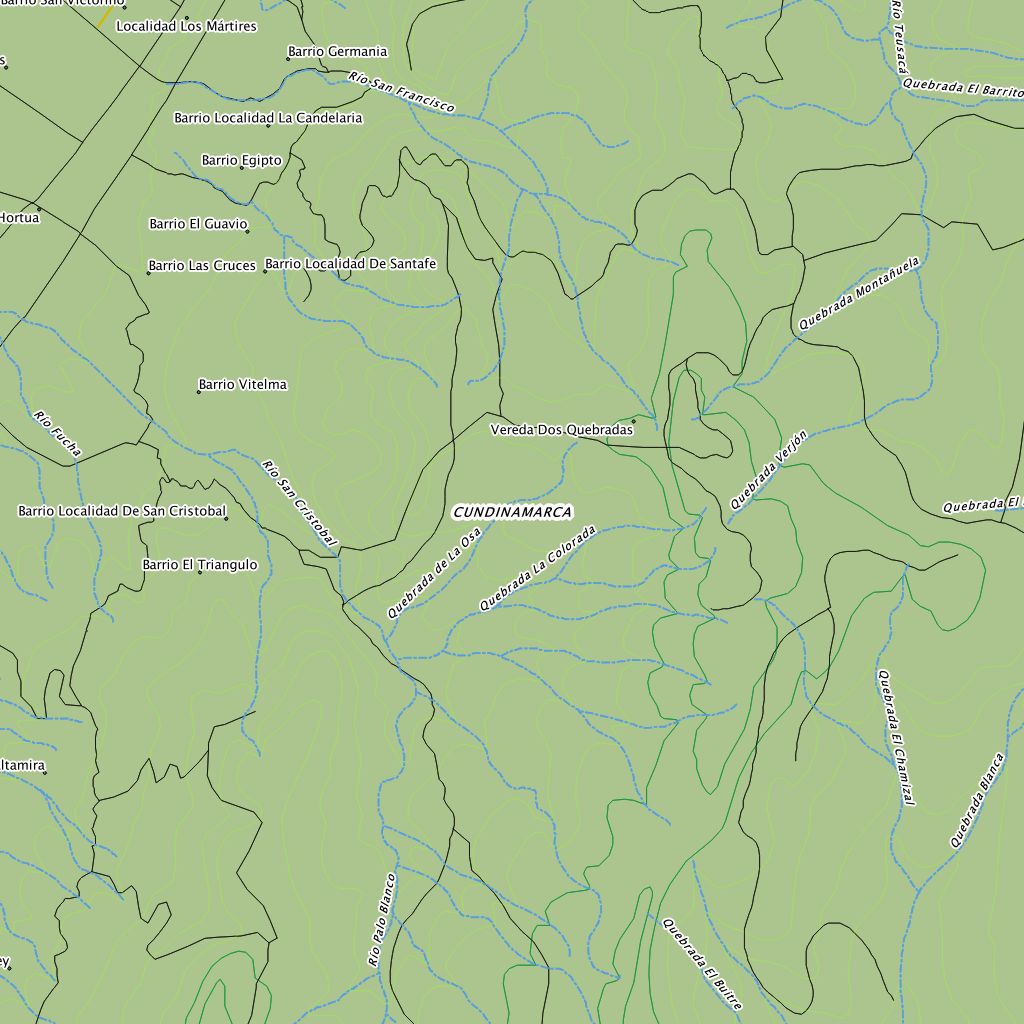 Barrio San Victorino
Localidad Los Mártires
Barrio Germania
Río San Francisco
Río Teusacá
Quebrada El Barrito
Barrio Localidad La Candelaria
Barrio Egipto
Hortua
Barrio El Guavio
Barrio Las Cruces
Barrio Localidad De Santafe
Quebrada Montañuela
Barrio Vitelma
Río Fucha
Vereda Dos Quebradas
Quebrada Verjón
Río San Cristobal
Barrio Localidad De San Cristobal
CUNDINAMARCA
Quebrada El
Quebrada de La Osa
Quebrada La Colorada
Barrio El Triangulo
Quebrada El Chamizal
ltamira
Quebrada Blanca
Río Palo Blanco
Quebrada El Buitre